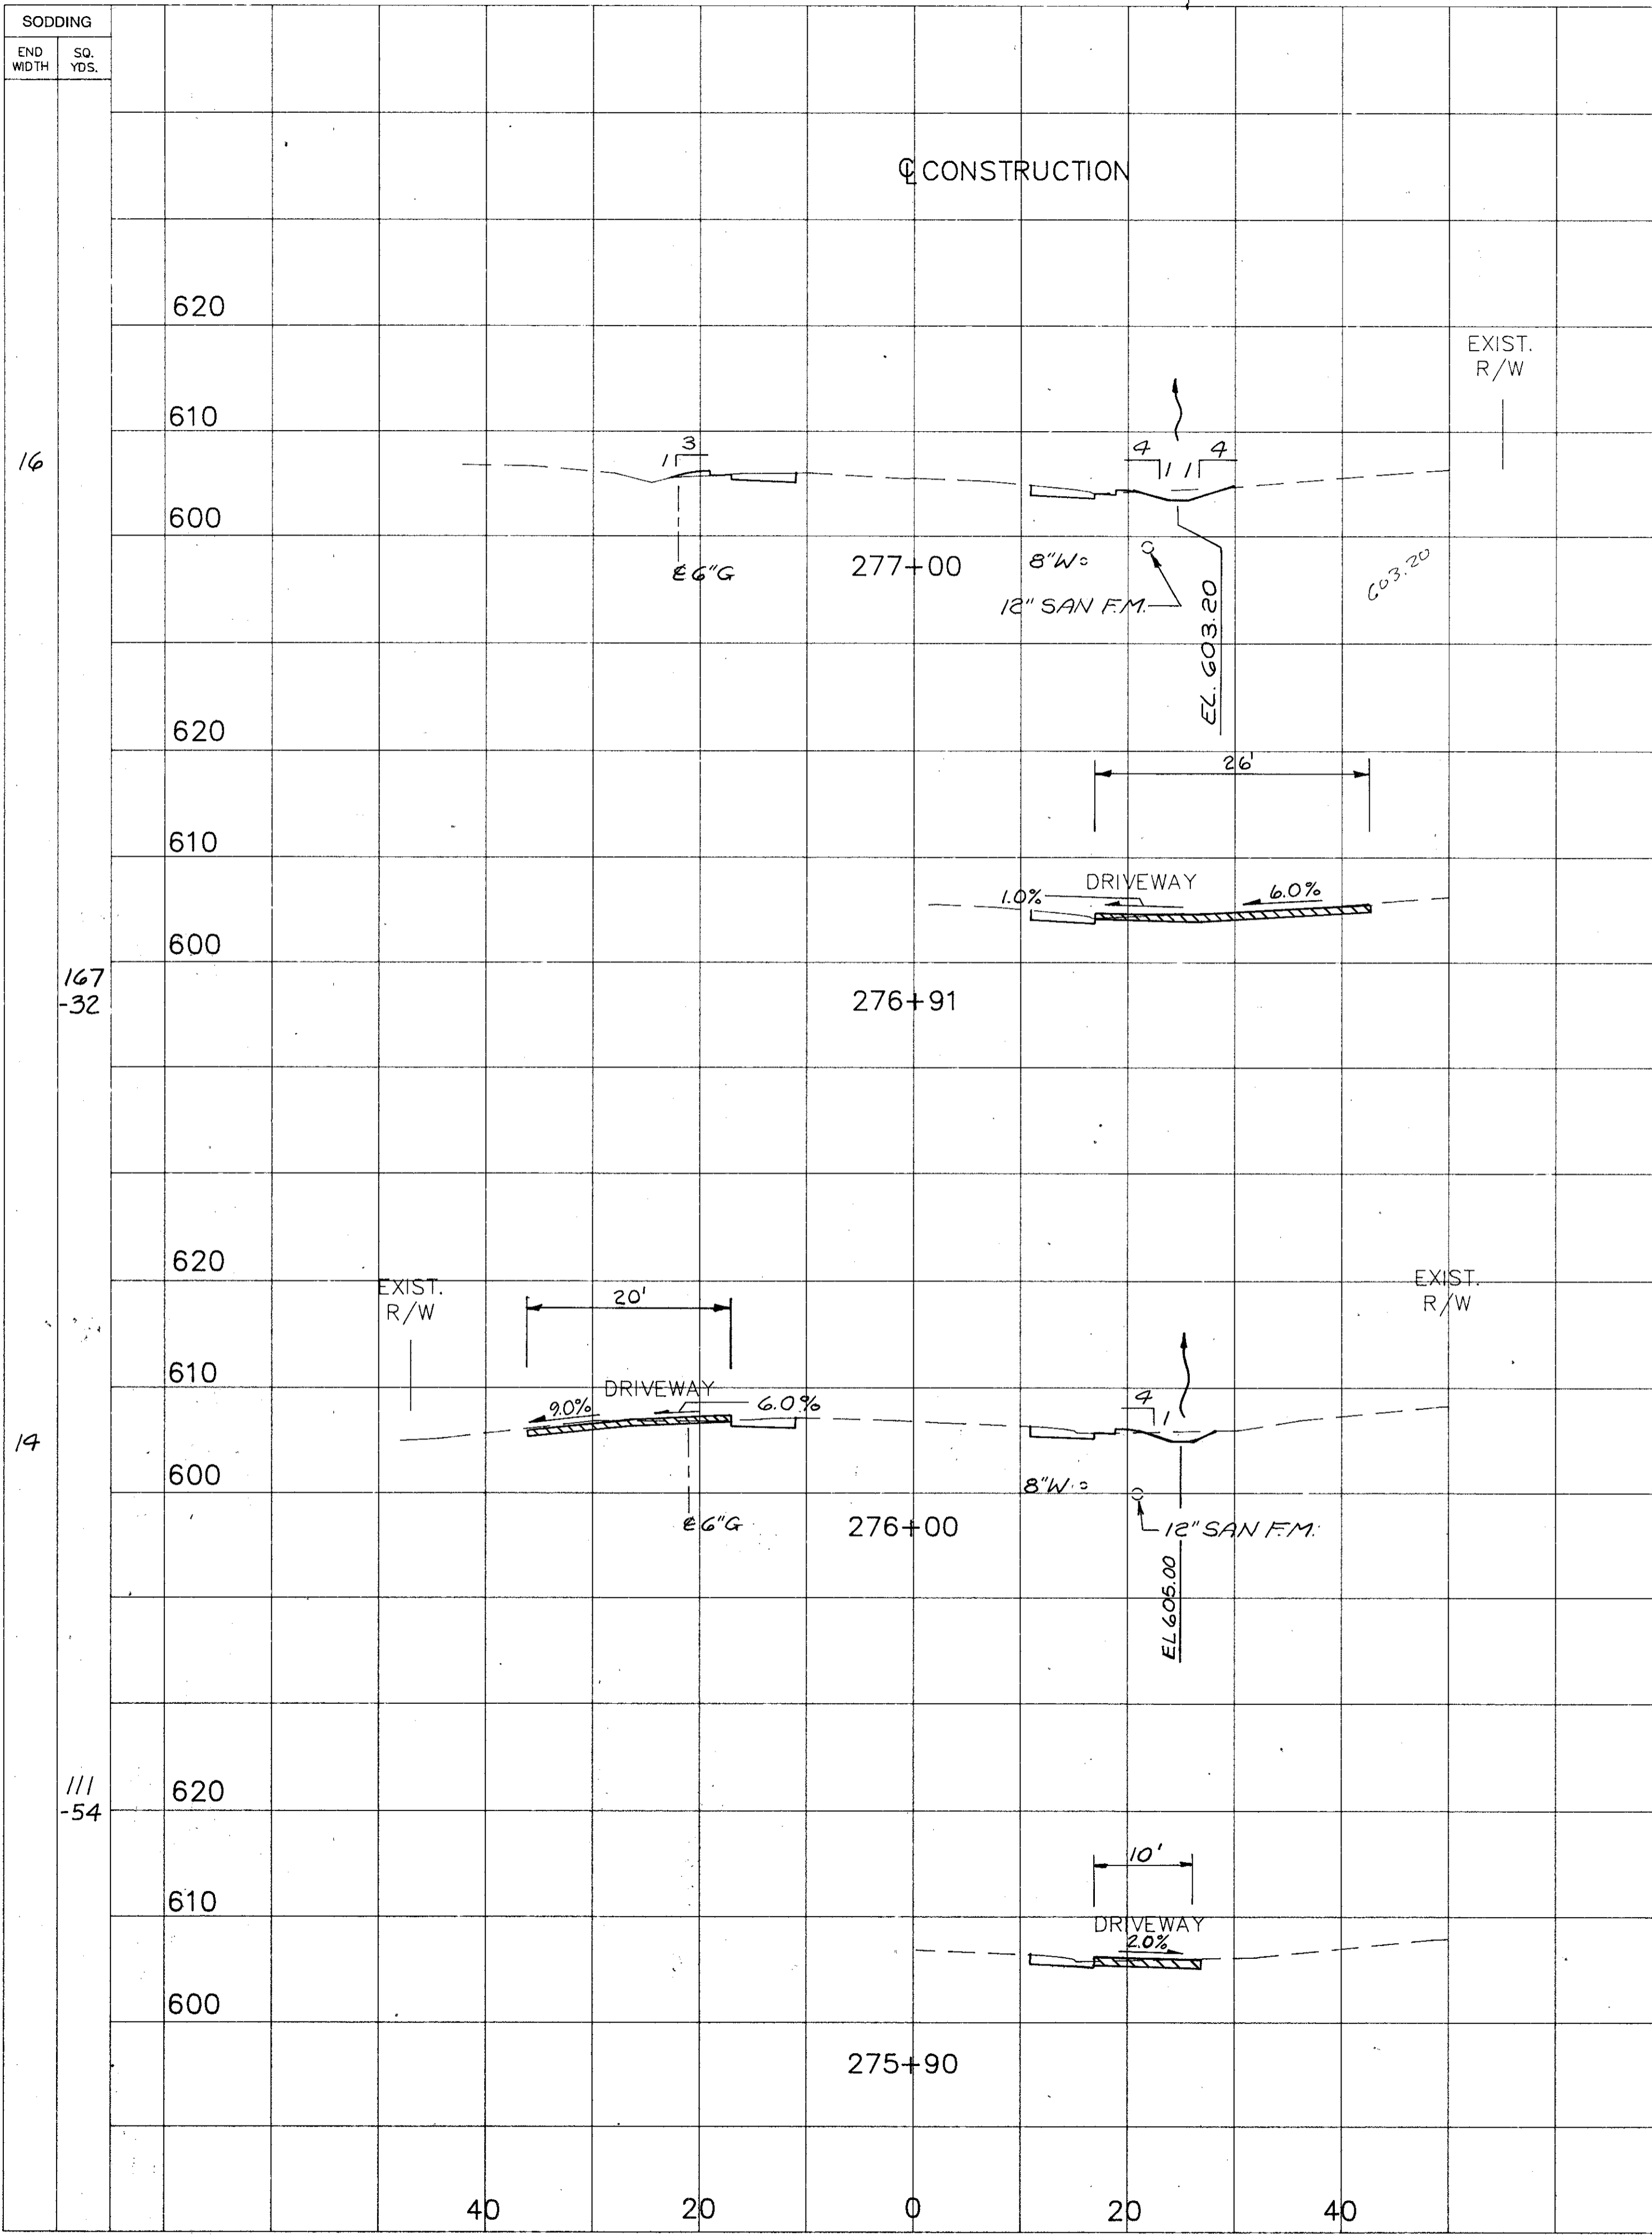 SODDING
END WIDTH
SQ. YDS.
℄ CONSTRUCTION
620
EXIST.
R/W
610
16
3
1
4
1
1
4
600
℄ 6"G
277+00
8"W
12" SAN F.M.
EL. 603.20
603.20
620
26'
610
DRIVEWAY
1.0%
6.0%
600
167
-32
276+91
620
EXIST.
R/W
20'
EXIST.
R/W
610
DRIVEWAY
9.0%
6.0%
4
1
14
600
8"W
℄ 6"G
276+00
12" SAN F.M.
EL 605.00
111
-54
620
10'
610
DRIVEWAY
2.0%
600
275+90
40
20
0
20
40